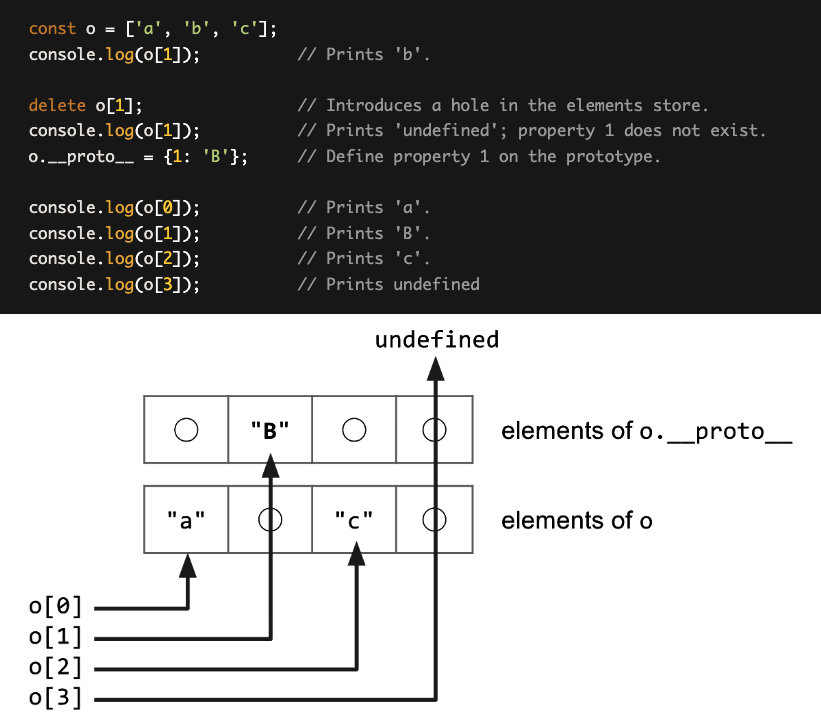 const o = ['a', 'b', 'c'];
console.log(o[1]);          // Prints 'b'.
delete o[1];                // Introduces a hole in the elements store.
console.log(o[1]);          // Prints 'undefined'; property 1 does not exist.
o.__proto__ = {1: 'B'};     // Define property 1 on the prototype.
console.log(o[0]);          // Prints 'a'.
console.log(o[1]);          // Prints 'B'.
console.log(o[2]);          // Prints 'c'.
console.log(o[3]);          // Prints undefined
undefined
"B" elements of o.__proto__
"a" "c" elements of o
o[0]
o[1]
o[2]
o[3]